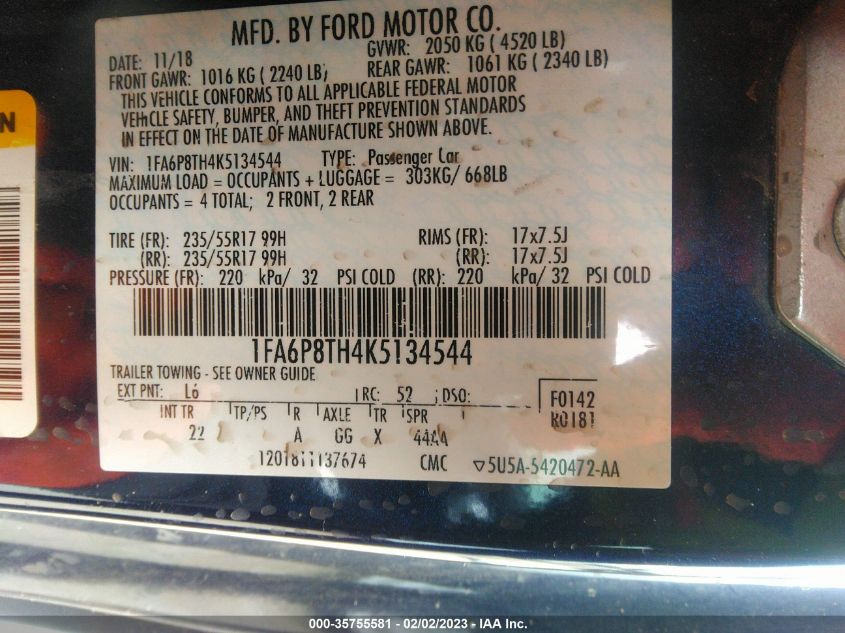 MFD. BY FORD MOTOR CO.
DATE: 11/18 GVWR: 2050 KG ( 4520 LB)
FRONT GAWR: 1016 KG ( 2240 LB); REAR GAWR: 1061 KG ( 2340 LB)
THIS VEHICLE CONFORMS TO ALL APPLICABLE FEDERAL MOTOR
VEHICLE SAFETY, BUMPER, AND THEFT PREVENTION STANDARDS
IN EFFECT ON THE DATE OF MANUFACTURE SHOWN ABOVE.
VIN: 1FA6P8TH4K5134544 TYPE: Passenger Car
MAXIMUM LOAD = OCCUPANTS + LUGGAGE = 303KG/ 668LB
OCCUPANTS = 4 TOTAL; 2 FRONT, 2 REAR
TIRE (FR): 235/55R17 99H RIMS (FR): 17x7.5J
(RR): 235/55R17 99H (RR): 17x7.5J
PRESSURE (FR): 220 kPa/ 32 PSI COLD (RR): 220 kPa/ 32 PSI COLD
1FA6P8TH4K5134544
TRAILER TOWING - SEE OWNER GUIDE
EXT PNT: L6 RC: 52 DSO: F0142
R0181
INT TR TP/PS R AXLE TR SPR
22 A GG X 4444
1201811137674 CMC ▽5U5A-5420472-AA
N
000-35755581 - 02/02/2023 - IAA Inc.